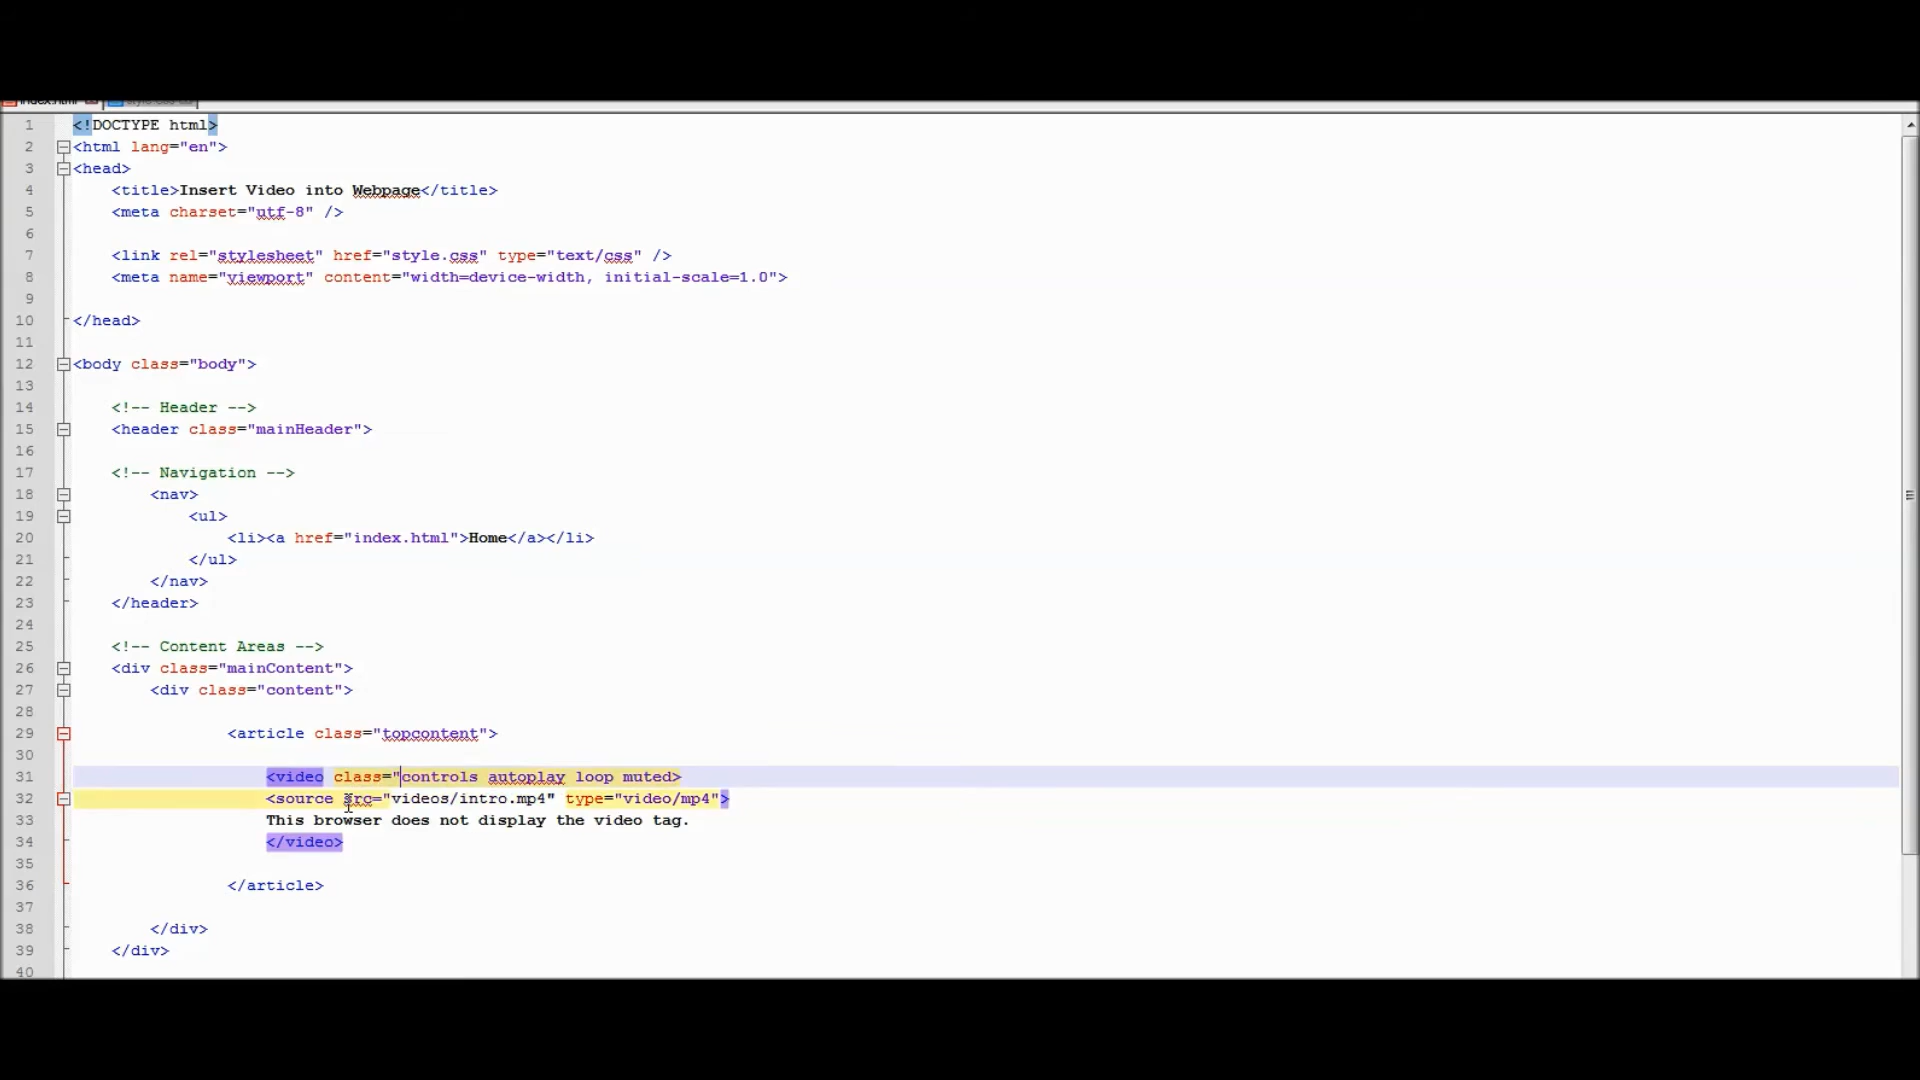 index.html style.css
1 <!DOCTYPE html>
2 <html lang="en">
3 <head>
4 <title>Insert Video into Webpage</title>
5 <meta charset="utf-8" />
6
7 <link rel="stylesheet" href="style.css" type="text/css" />
8 <meta name="viewport" content="width=device-width, initial-scale=1.0">
9
10 </head>
11
12 <body class="body">
13
14 <!-- Header -->
15 <header class="mainHeader">
16
17 <!-- Navigation -->
18 <nav>
19 <ul>
20 <li><a href="index.html">Home</a></li>
21 </ul>
22 </nav>
23 </header>
24
25 <!-- Content Areas -->
26 <div class="mainContent">
27 <div class="content">
28
29 <article class="topcontent">
30
31 <video class="controls autoplay loop muted>
32 <source src="videos/intro.mp4" type="video/mp4">
33 This browser does not display the video tag.
34 </video>
35
36 </article>
37
38 </div>
39 </div>
40